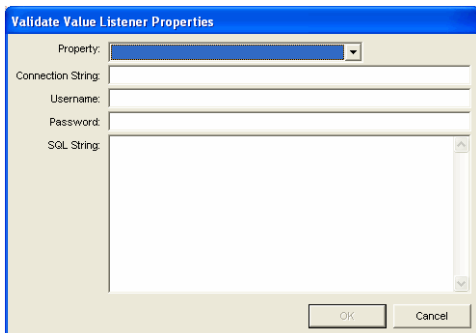 Validate Value Listener Properties
Property:
Connection String:
Username:
Password:
SQL String:
OK Cancel